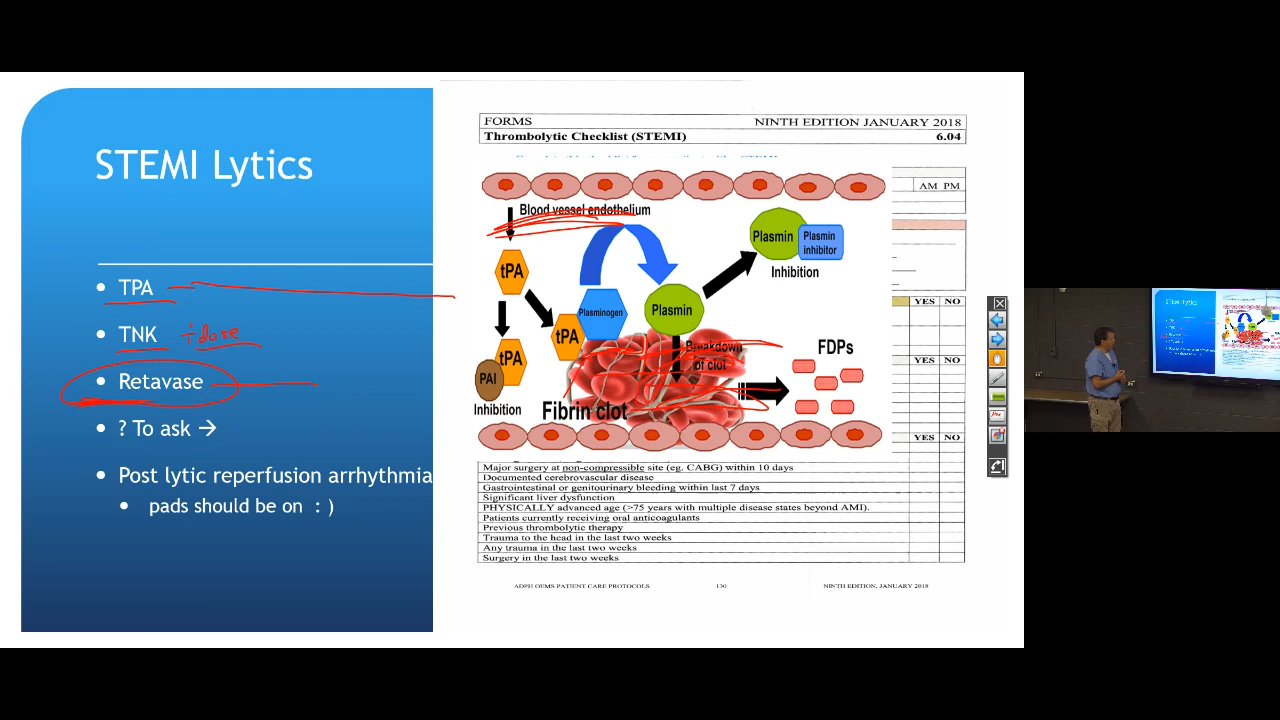 STEMI Lytics
TPA
TNK ÷ dose
Retavase
? To ask →
Post lytic reperfusion arrhythmia
pads should be on : )
FORMS NINTH EDITION JANUARY 2018
Thrombolytic Checklist (STEMI) 6.04
AM PM
Blood vessel endothelium
tPA
Plasminogen
tPA
tPA
PAI
Inhibition
Plasmin
Plasmin
Plasmin
inhibitor
Inhibition
Breakdown
of clot
FDPs
Fibrin clot
YES NO
YES NO
YES NO
Major surgery at non-compressible site (eg. CABG) within 10 days
Documented cerebrovascular disease
Gastrointestinal or genitourinary bleeding within last 7 days
Significant liver dysfunction
PHYSICALLY advanced age (>75 years with multiple disease states beyond AMI).
Patients currently receiving oral anticoagulants
Previous thrombolytic therapy
Trauma to the head in the last two weeks
Any trauma in the last two weeks
Surgery in the last two weeks
ADPH OEMS PATIENT CARE PROTOCOLS 130 NINTH EDITION, JANUARY 2018
Pen
STEMI Lytics